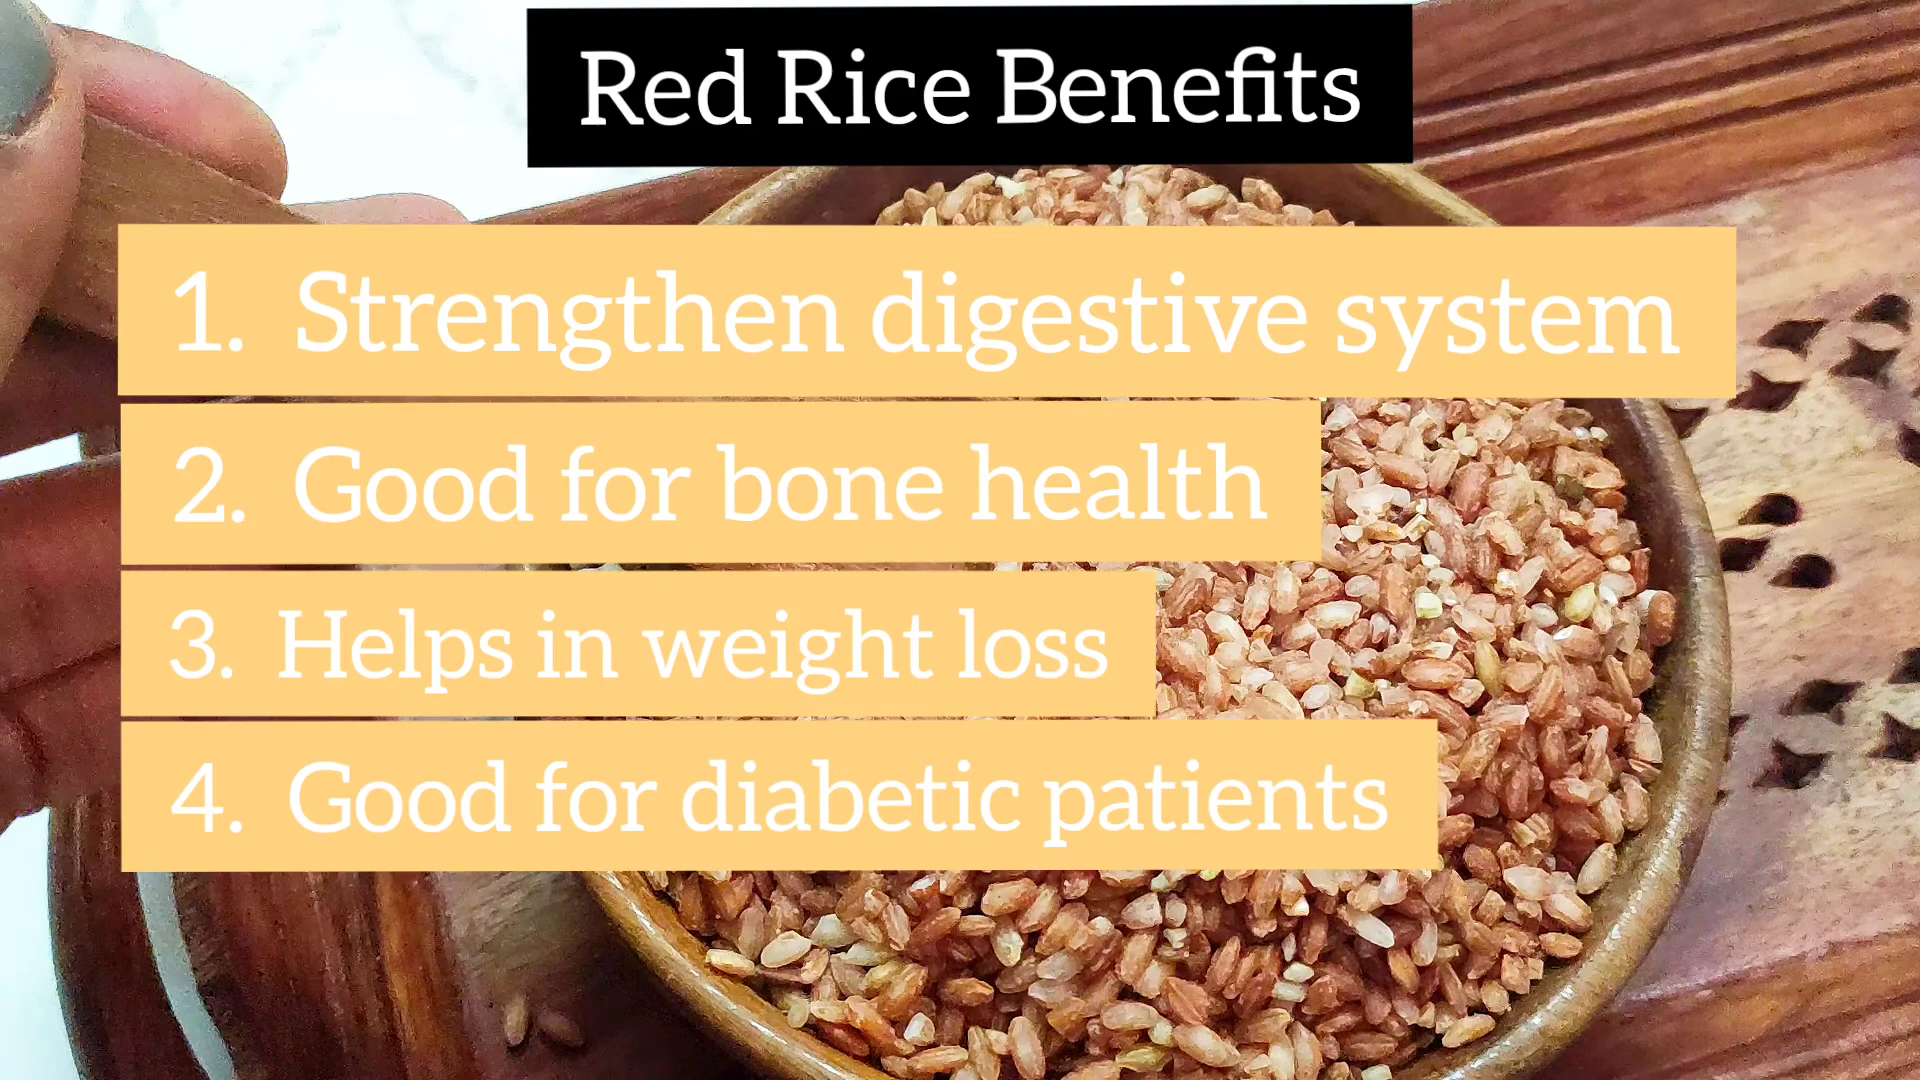 Red Rice Benefits
1. Strengthen digestive system
2. Good for bone health
3. Helps in weight loss
4. Good for diabetic patients